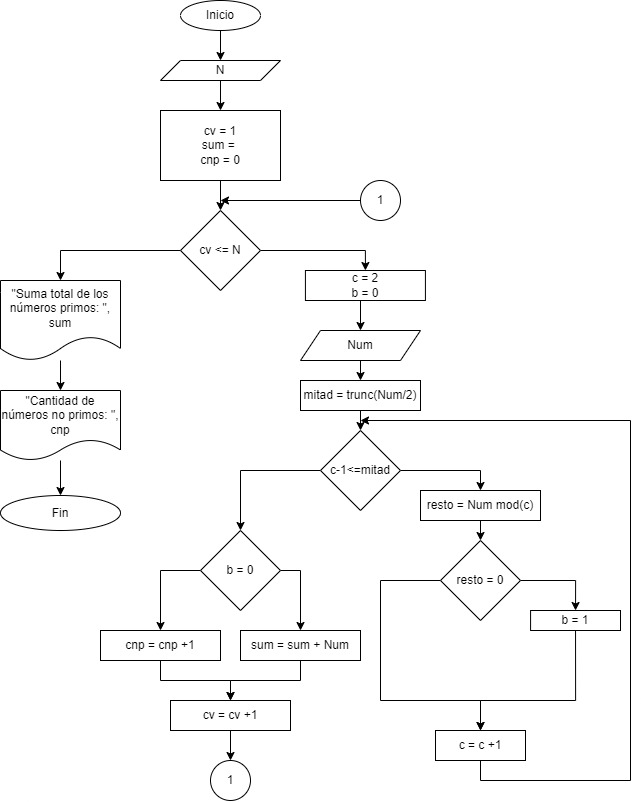 Inicio
N
cv = 1
sum =
cnp = 0
1
cv <= N
"Suma total de los
números primos: ",
sum
"Cantidad de
números no primos: ",
cnp
Fin
c = 2
b = 0
Num
mitad = trunc(Num/2)
c-1<=mitad
resto = Num mod(c)
resto = 0
b = 1
c = c +1
b = 0
cnp = cnp +1
sum = sum + Num
cv = cv +1
1